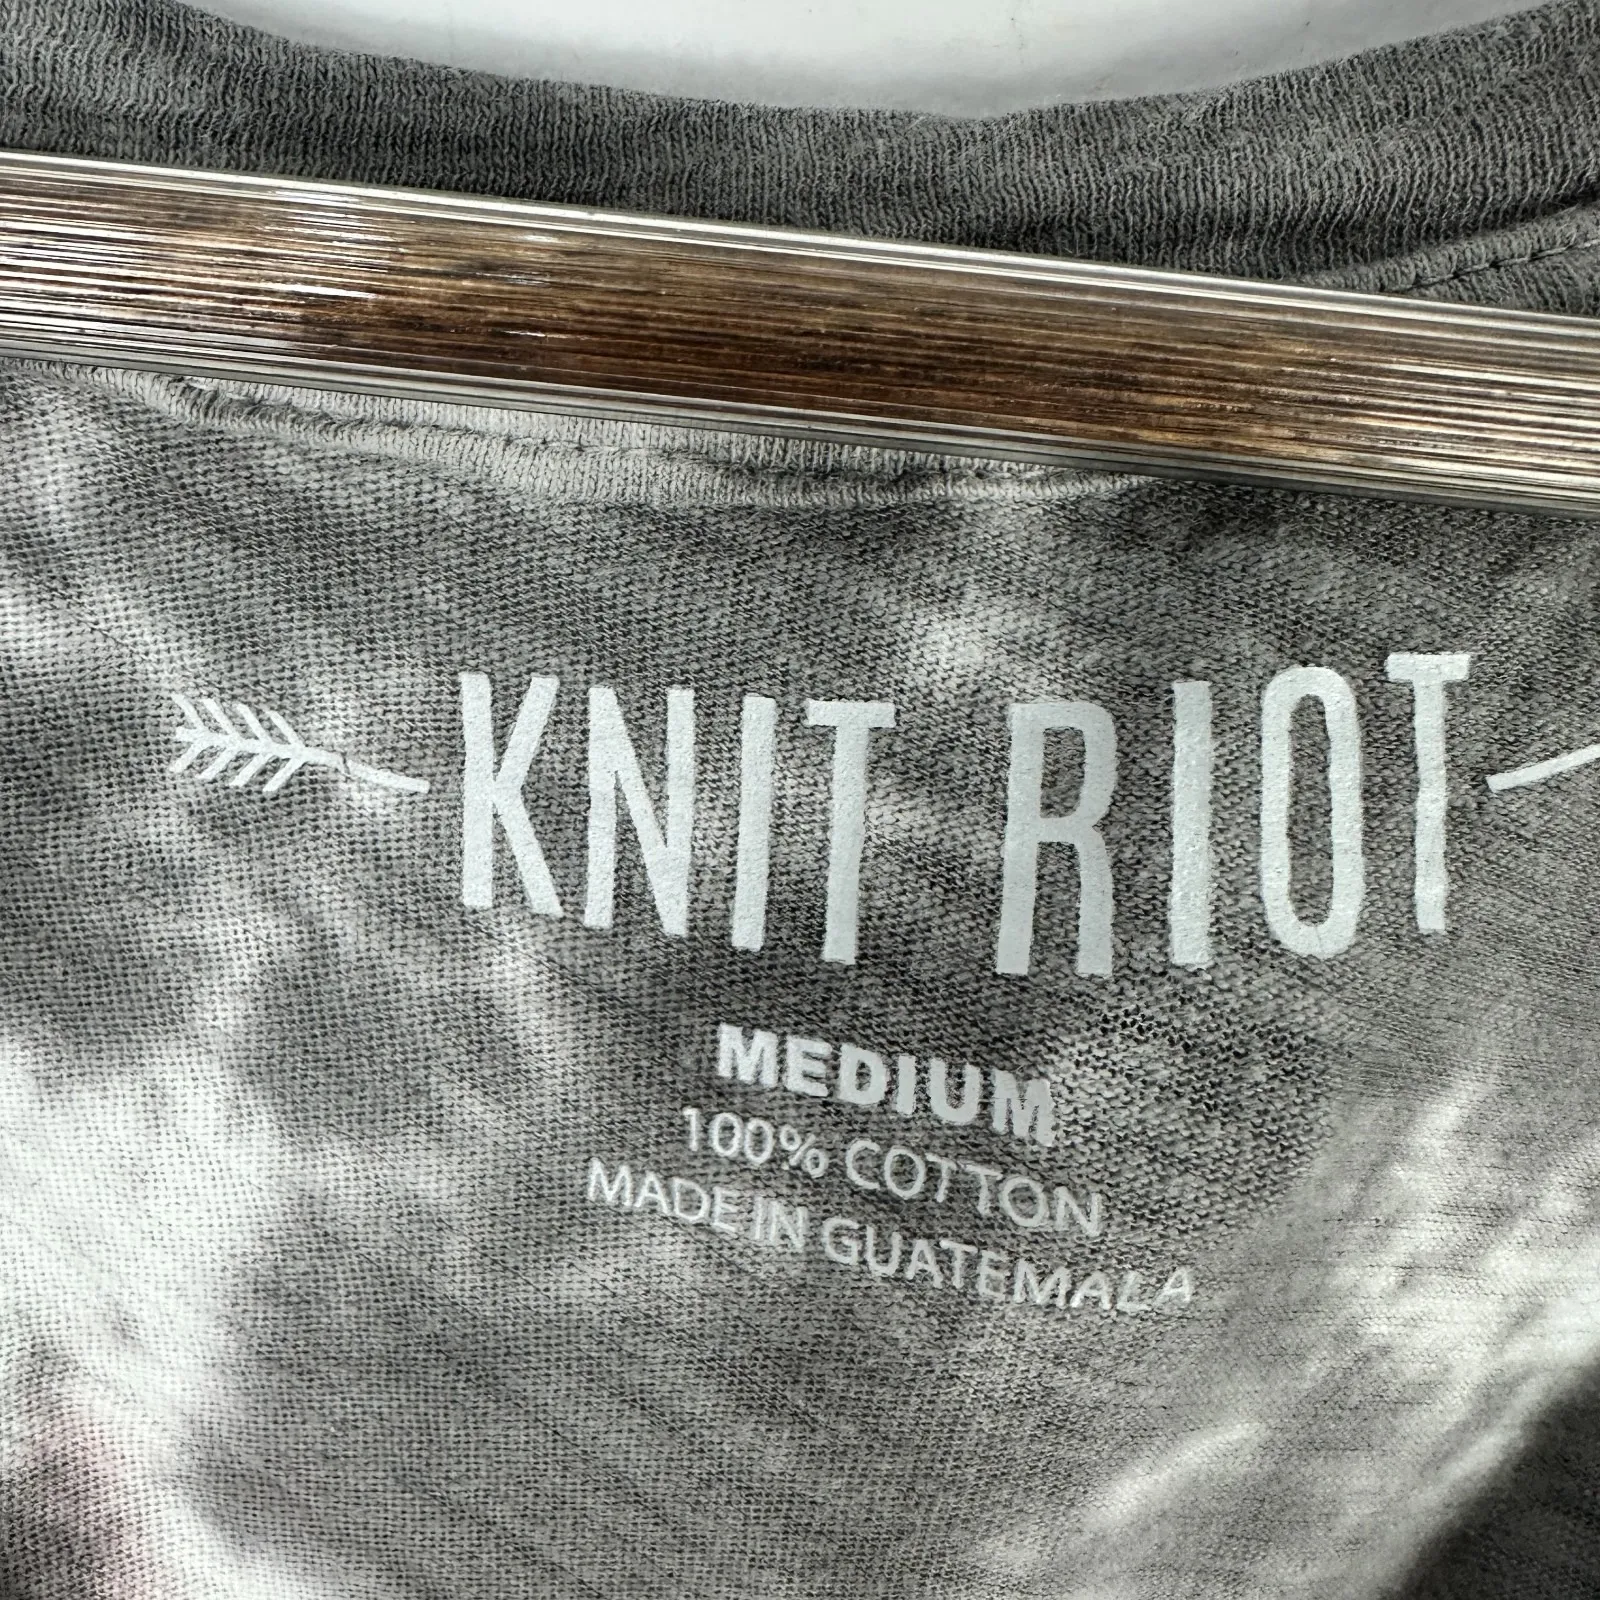 KNIT RIOT
MEDIUM
100% COTTON
MADE IN GUATEMALA